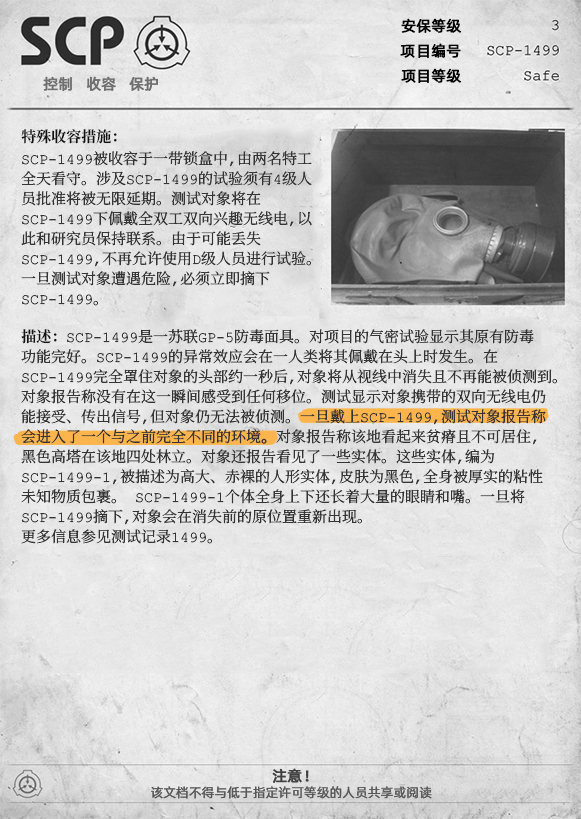 SCP
控制 收容 保护
安保等级 3
项目编号 SCP-1499
项目等级 Safe
特殊收容措施：
SCP-1499被收容于一带锁盒中,由两名特工
全天看守。涉及SCP-1499的试验须有4级人
员批准将被无限延期。测试对象将在
SCP-1499下佩戴全双工双向兴趣无线电,以
此和研究员保持联系。由于可能丢失
SCP-1499,不再允许使用D级人员进行试验。
一旦测试对象遭遇危险,必须立即摘下
SCP-1499。
描述：SCP-1499是一苏联GP-5防毒面具。对项目的气密试验显示其原有防毒
功能完好。SCP-1499的异常效应会在一人类将其佩戴在头上时发生。在
SCP-1499完全罩住对象的头部约一秒后,对象将从视线中消失且不再能被侦测到。
对象报告称没有在这一瞬间感受到任何移位。测试显示对象携带的双向无线电仍
能接受、传出信号,但对象仍无法被侦测。一旦戴上SCP-1499,测试对象报告称
会进入了一个与之前完全不同的环境。对象报告称该地看起来贫瘠且不可居住,
黑色高塔在该地四处林立。对象还报告看见了一些实体。这些实体,编为
SCP-1499-1,被描述为高大、赤裸的人形实体,皮肤为黑色,全身被厚实的粘性
未知物质包裹。 SCP-1499-1个体全身上下还长着大量的眼睛和嘴。一旦将
SCP-1499摘下,对象会在消失前的原位置重新出现。
更多信息参见测试记录1499。
注意！
该文档不得与低于指定许可等级的人员共享或阅读